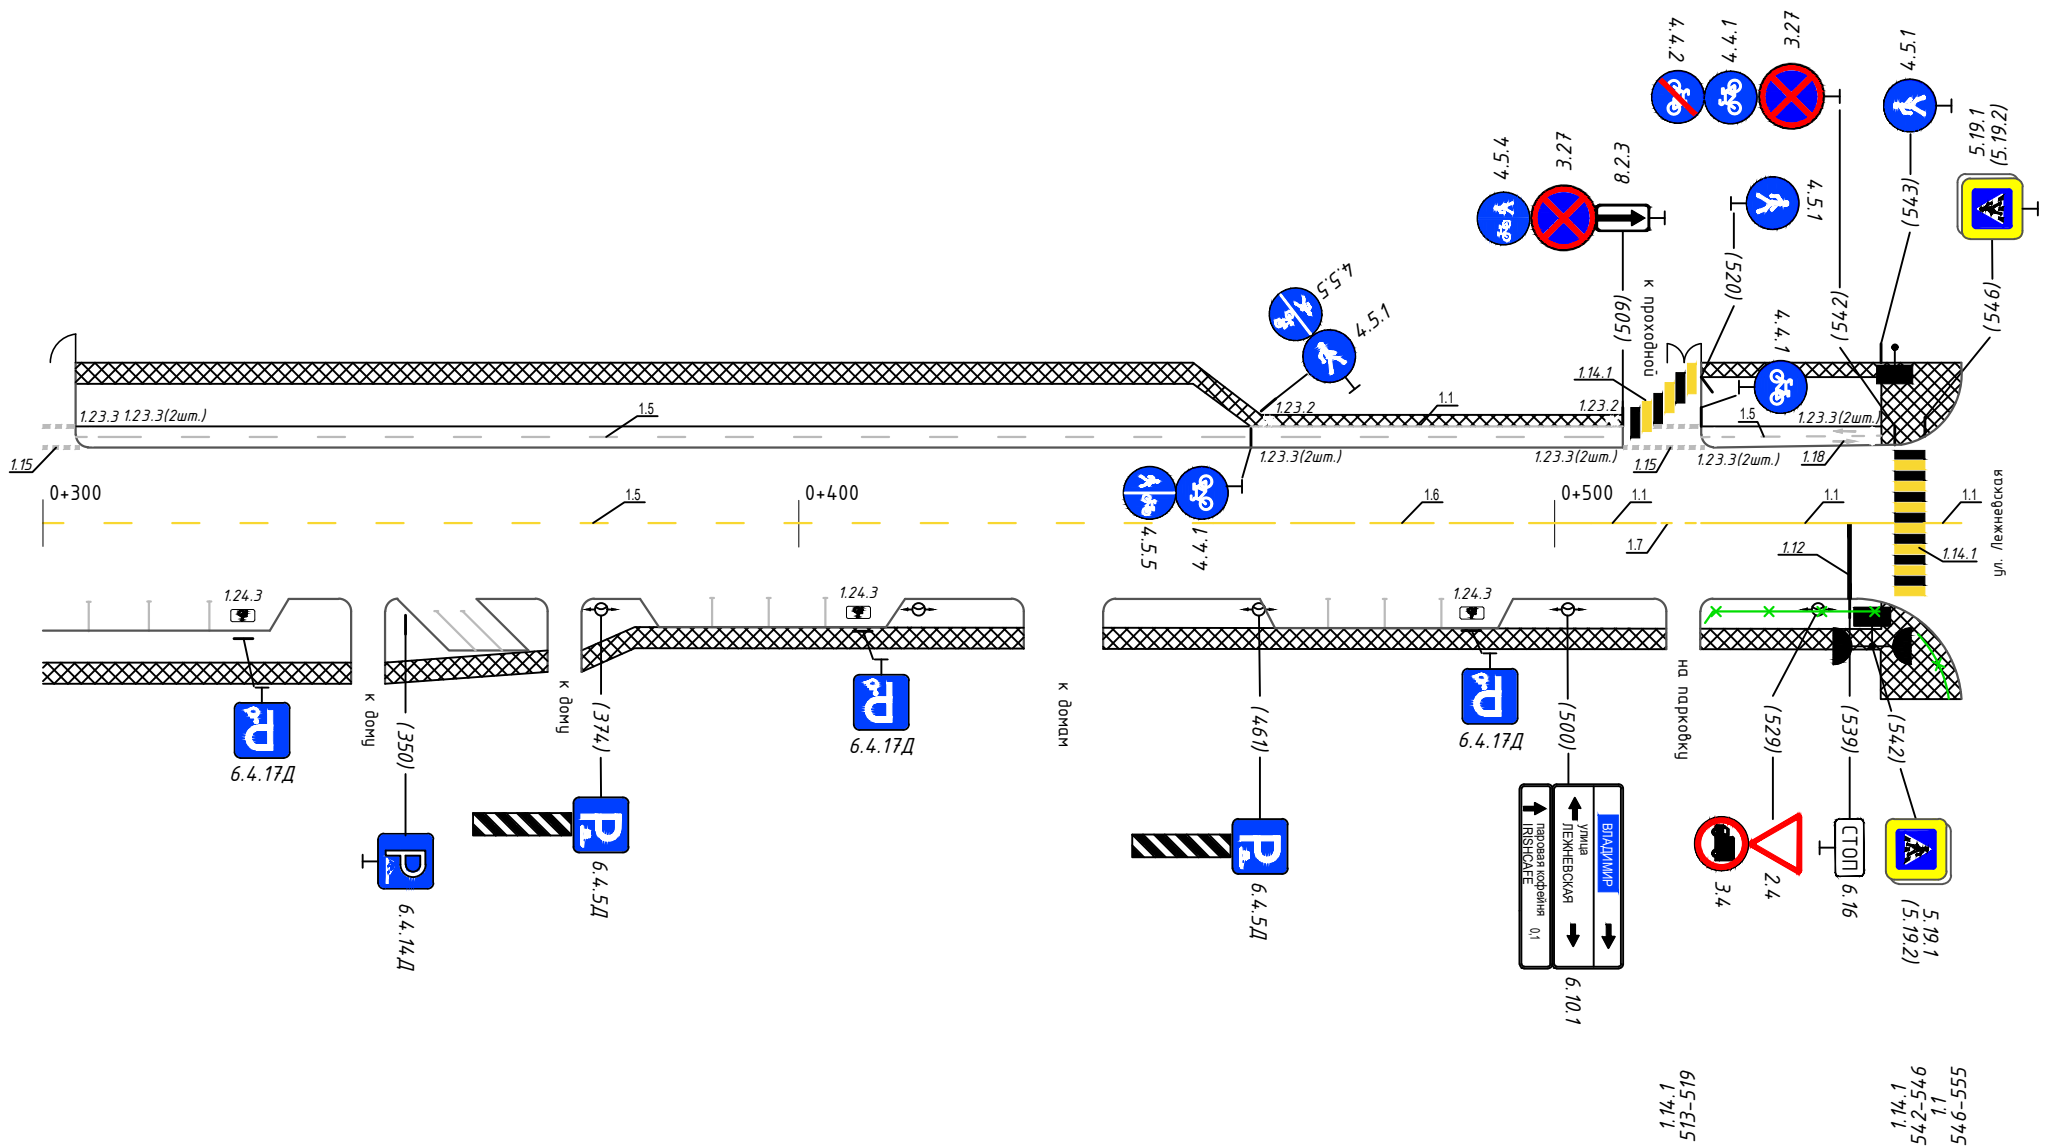 4.4.2
4.4.1
3.27
4.5.1
5.19.1
(5.19.2)
4.5.4
3.27
8.2.3
4.5.1
(543)
(520)
(545)
(546)
(605)
к проходной
4.5.5
4.5.1
4.4.1
1.14.1
1.23.3
1.23.3(2шт.)
1.5
1.23.2
1.1
1.23.2
1.5
1.23.3(2шт.)
1.15
1.23.3(2шт.)
1.23.3(2шт.)
1.15
1.23.3(2шт.)
1.18
0+300
1.5
0+400
4.5.5
4.4.1
1.6
0+500
1.1
1.7
1.1
1.12
1.1
1.14.1
ул. Лежневская
1.24.3
1.24.3
1.24.3
6.4.17Д
к дому
(350)
6.4.14Д
к дому
(374)
6.4.5Д
6.4.17Д
к домам
(461)
6.4.5Д
6.4.17Д
(500)
ВЛАДИМИР
улица
ЛЕЖНЕВСКАЯ
паровая кофейня
IRISHCAFE
0,1
6.10.1
на парковку
(529)
3.4
2.4
(539)
СТОП
6.16
(542)
5.19.1
(5.19.2)
1.14.1
513-519
1.14.1
542-546
1.1
546-555